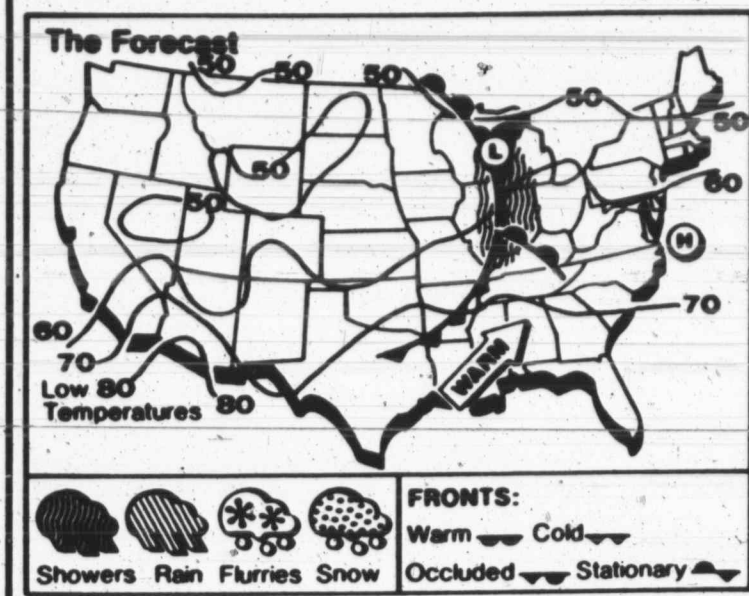 The Forecast
50 50 50 50 50
50
50
60
L
H
60
70
70
WARM
Low 80
Temperatures
80
Showers Rain Flurries Snow
FRONTS:
Warm Cold
Occluded Stationary